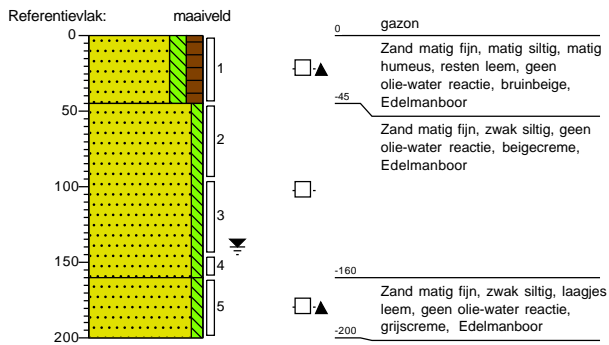 Referentievlak: maaiveld
0
50
100
150
200
1
2
3
4
5
0 gazon
Zand matig fijn, matig siltig, matig
humeus, resten leem, geen
olie-water reactie, bruinbeige,
Edelmanboor
-45
Zand matig fijn, zwak siltig, geen
olie-water reactie, beigecreme,
Edelmanboor
-160
Zand matig fijn, zwak siltig, laagjes
leem, geen olie-water reactie,
grijscreme, Edelmanboor
-200